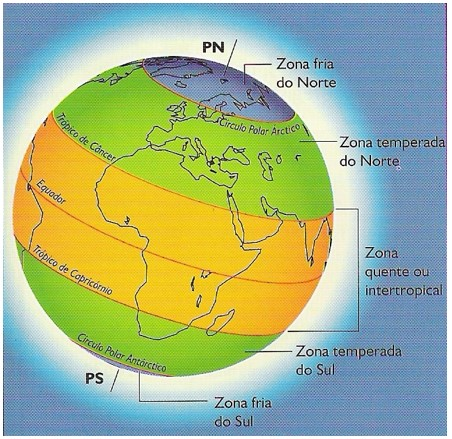 PN
Zona fria
do Norte
Círculo Polar Árctico
Trópico de Câncer
Zona temperada
do Norte
Equador
Zona
quente ou
intertropical
Trópico de Capricórnio
Zona temperada
do Sul
Círculo Polar Antárctico
PS
Zona fria
do Sul